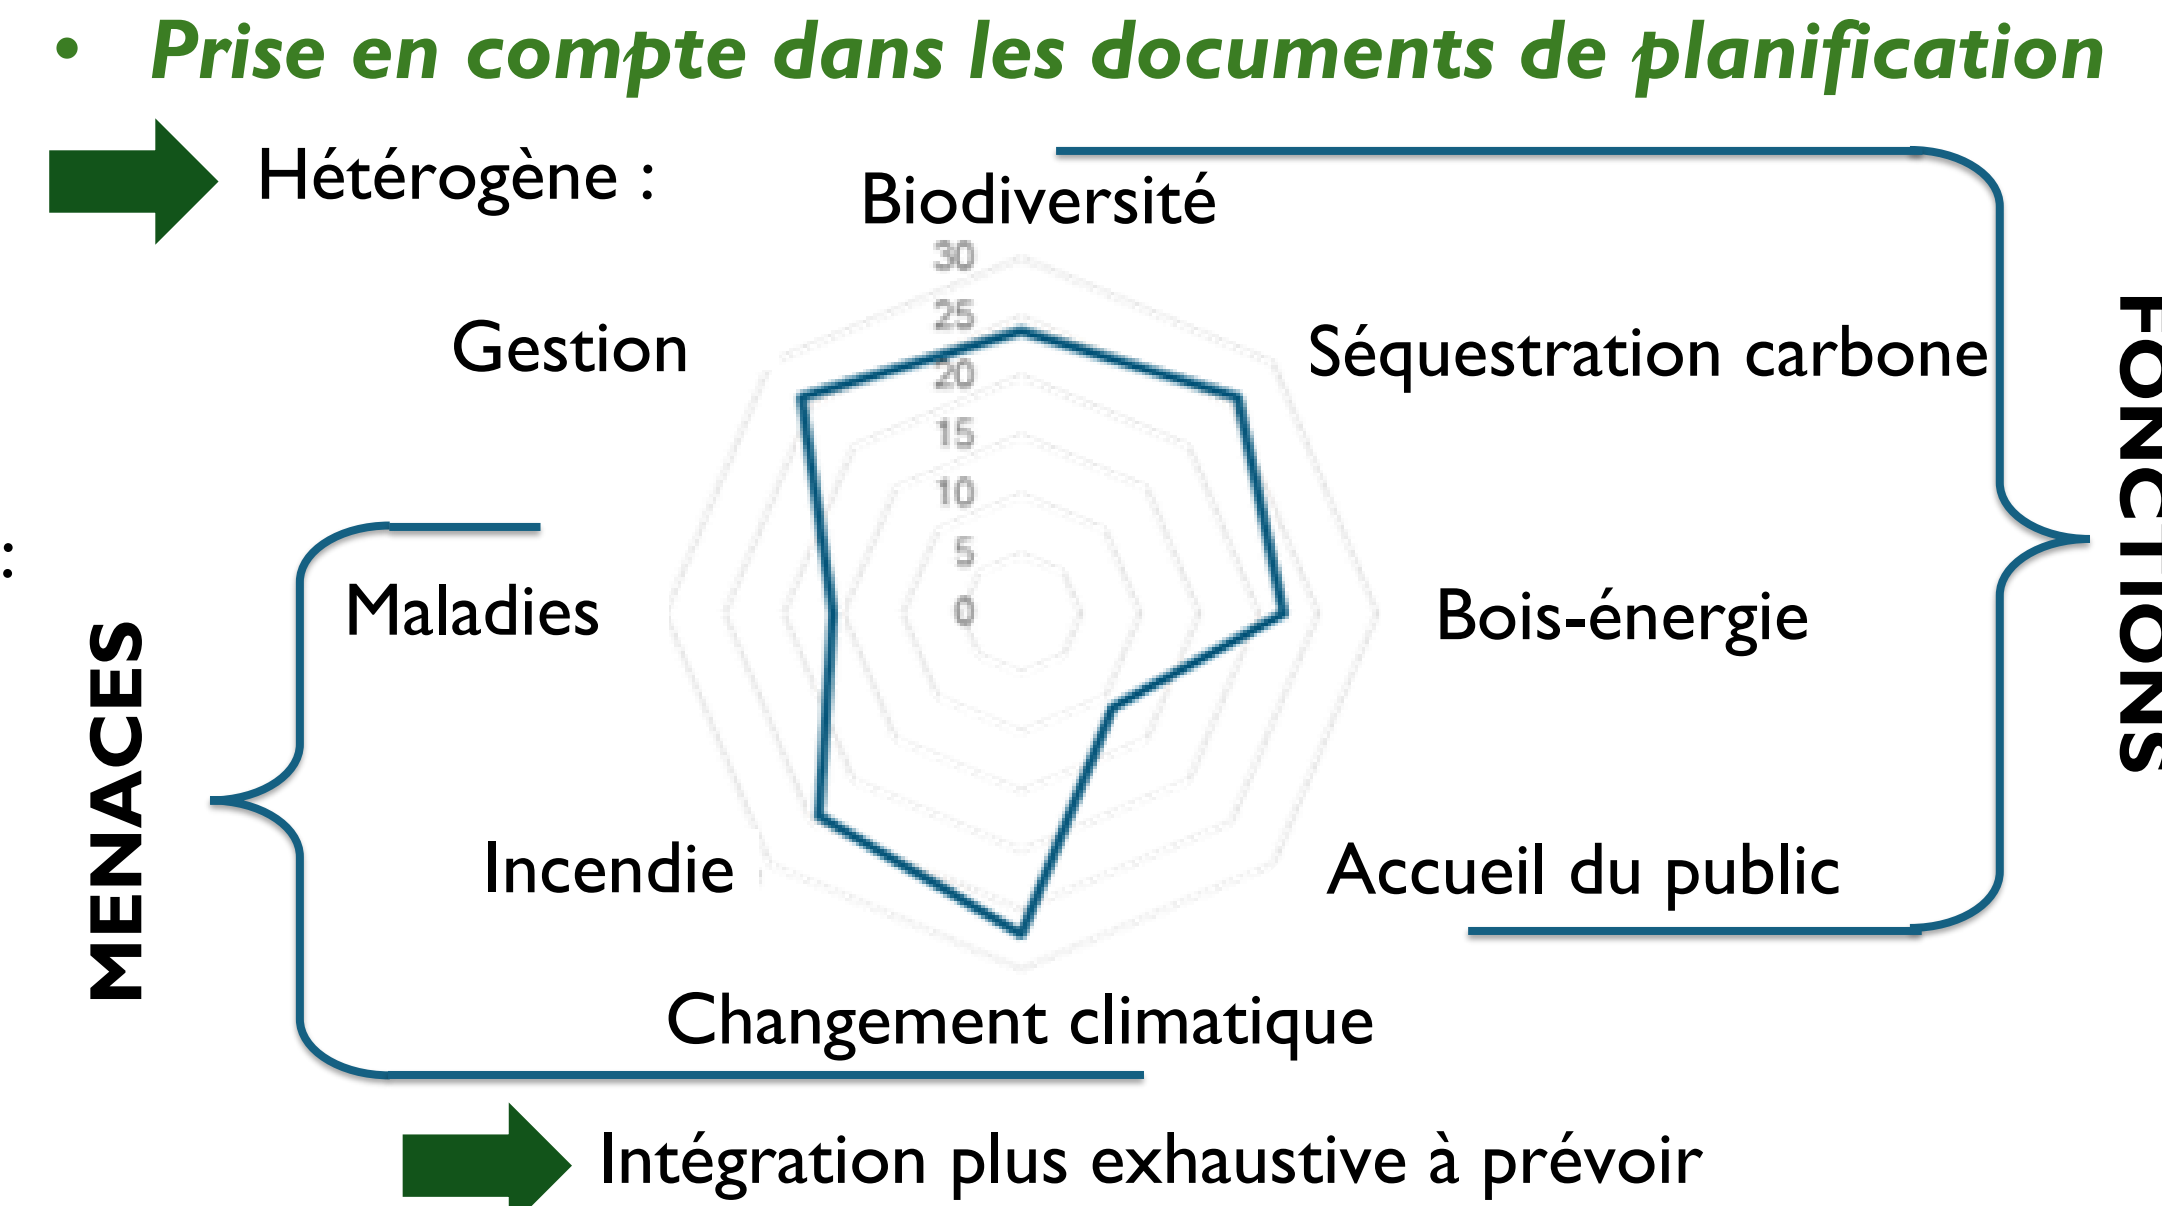 • Prise en compte dans les documents de planification
Hétérogène :
Biodiversité
30
25
20
15
10
5
0
Gestion
Séquestration carbone
:
Maladies
Bois-énergie
Incendie
Accueil du public
Changement climatique
MENACES
FONCTIONS
Intégration plus exhaustive à prévoir